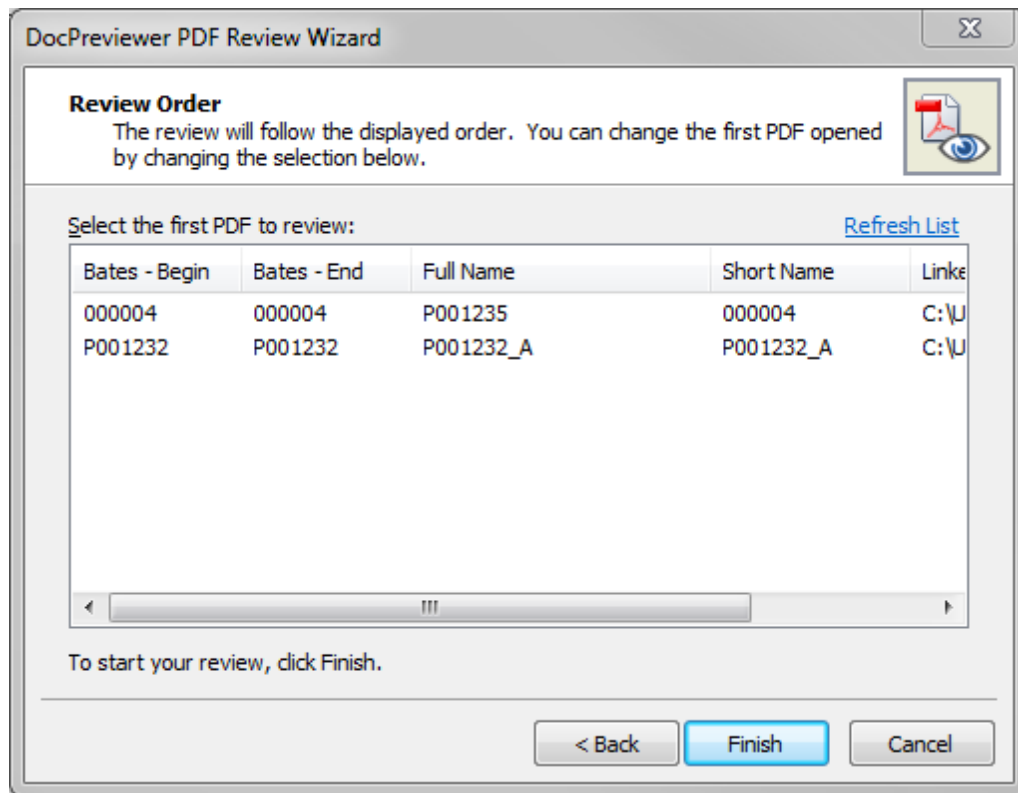 DocPreviewer PDF Review Wizard
Review Order
The review will follow the displayed order.  You can change the first PDF opened
by changing the selection below.
Select the first PDF to review: Refresh List
Bates - Begin Bates - End Full Name Short Name Linke
000004 000004 P001235 000004 C:\U
P001232 P001232 P001232_A P001232_A C:\U
To start your review, click Finish.
< Back Finish Cancel